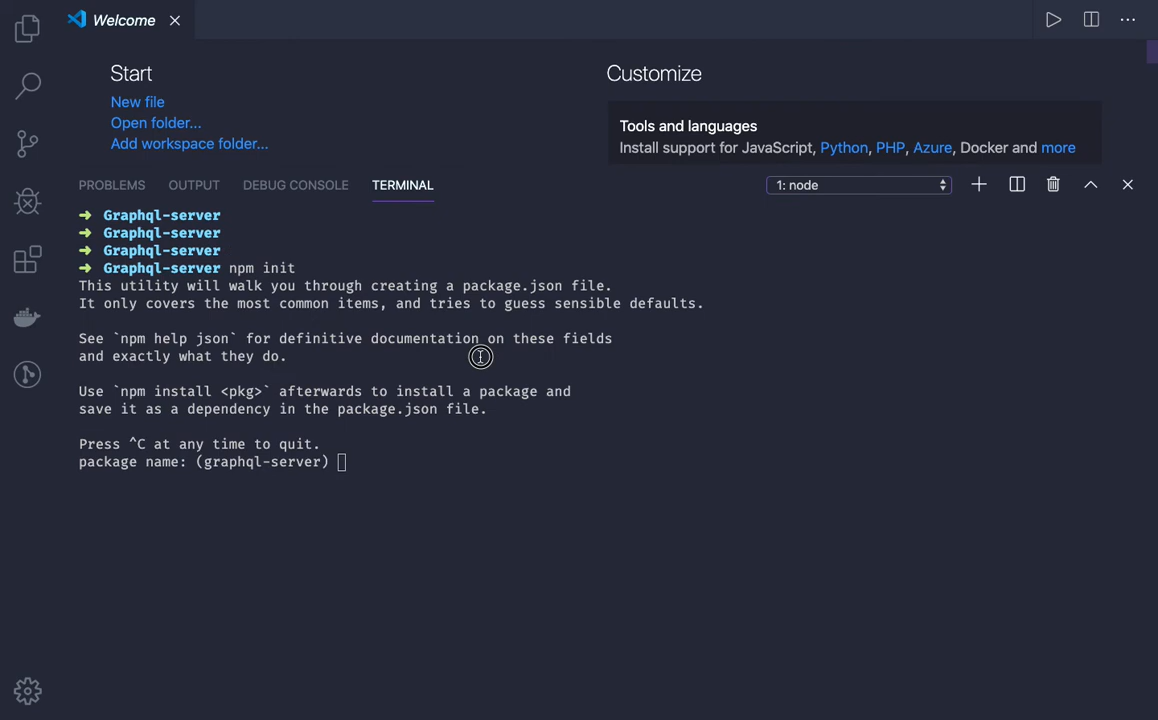 Welcome
Start
New file
Open folder...
Add workspace folder...
Customize
Tools and languages
Install support for JavaScript, Python, PHP, Azure, Docker and more
PROBLEMS OUTPUT DEBUG CONSOLE TERMINAL 1: node
➜ Graphql-server
➜ Graphql-server
➜ Graphql-server
➜ Graphql-server npm init
This utility will walk you through creating a package.json file.
It only covers the most common items, and tries to guess sensible defaults.
See `npm help json` for definitive documentation on these fields
and exactly what they do.
Use `npm install <pkg>` afterwards to install a package and
save it as a dependency in the package.json file.
Press ^C at any time to quit.
package name: (graphql-server)